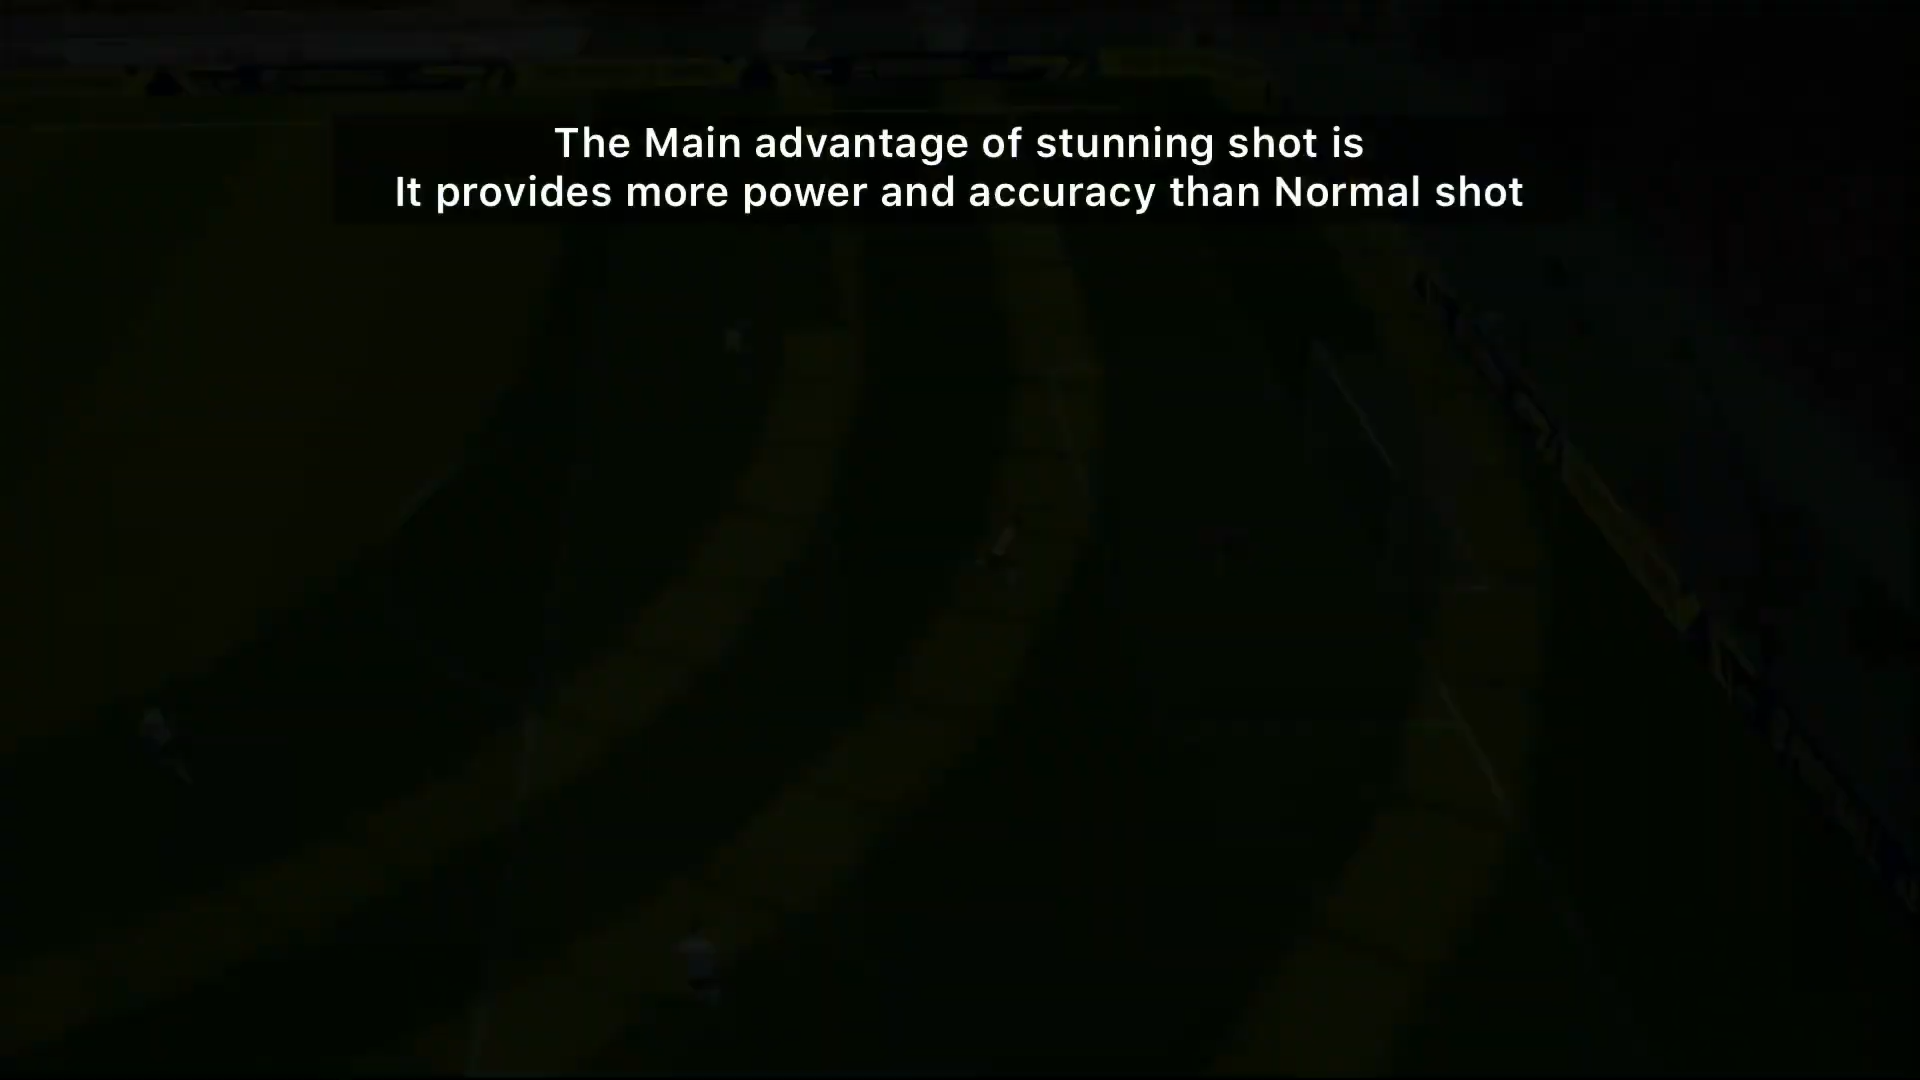 The Main advantage of stunning shot is
It provides more power and accuracy than Normal shot